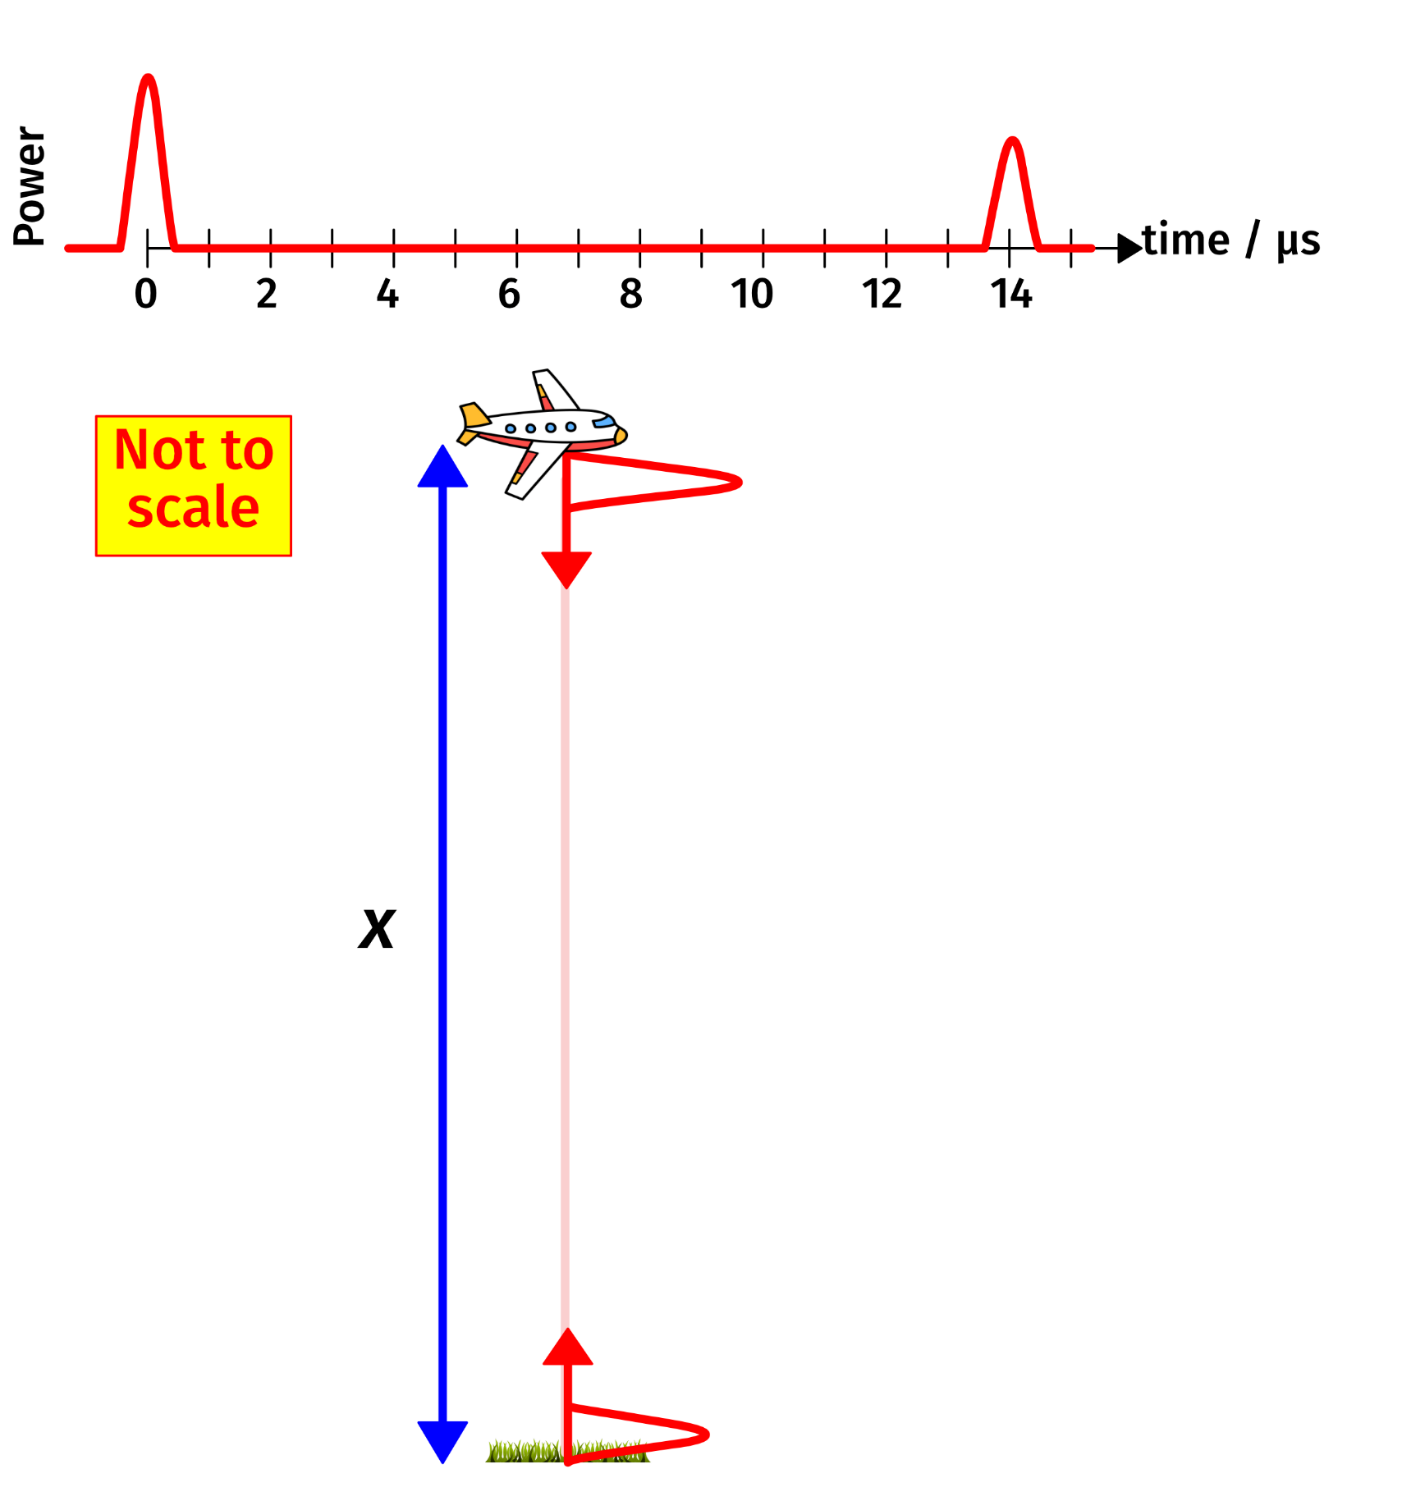 Power
time / µs
0 2 4 6 8 10 12 14
Not to
scale
x